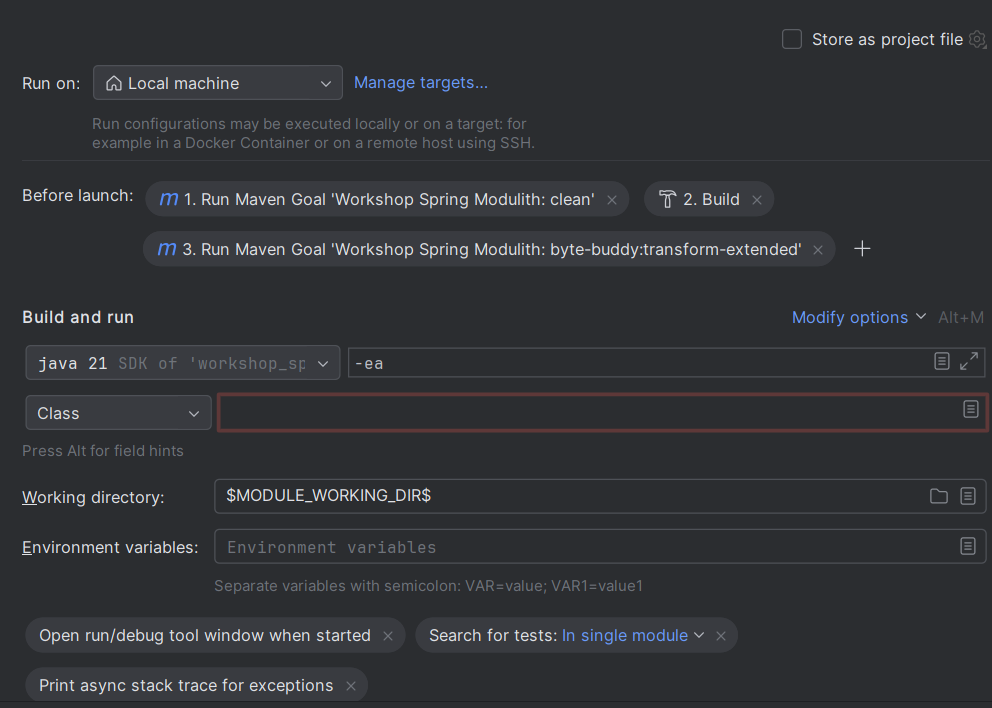 Store as project file
Run on: Local machine Manage targets...
Run configurations may be executed locally or on a target: for
example in a Docker Container or on a remote host using SSH.
Before launch: m 1. Run Maven Goal 'Workshop Spring Modulith: clean' × 2. Build ×
m 3. Run Maven Goal 'Workshop Spring Modulith: byte-buddy:transform-extended' × +
Build and run Modify options Alt+M
java 21 SDK of 'workshop_sp -ea
Class
Press Alt for field hints
Working directory: $MODULE_WORKING_DIR$
Environment variables: Environment variables
Separate variables with semicolon: VAR=value; VAR1=value1
Open run/debug tool window when started × Search for tests: In single module ×
Print async stack trace for exceptions ×